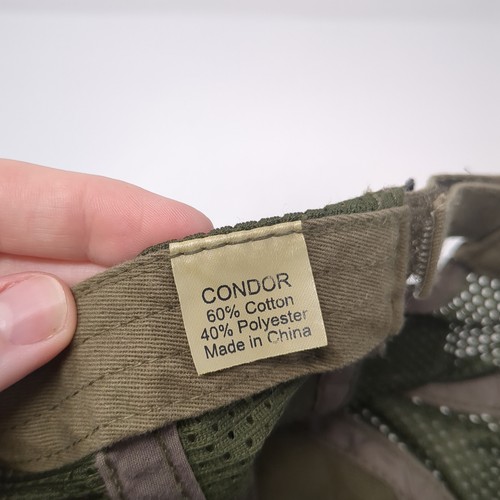 CONDOR
60% Cotton
40% Polyester
Made in China